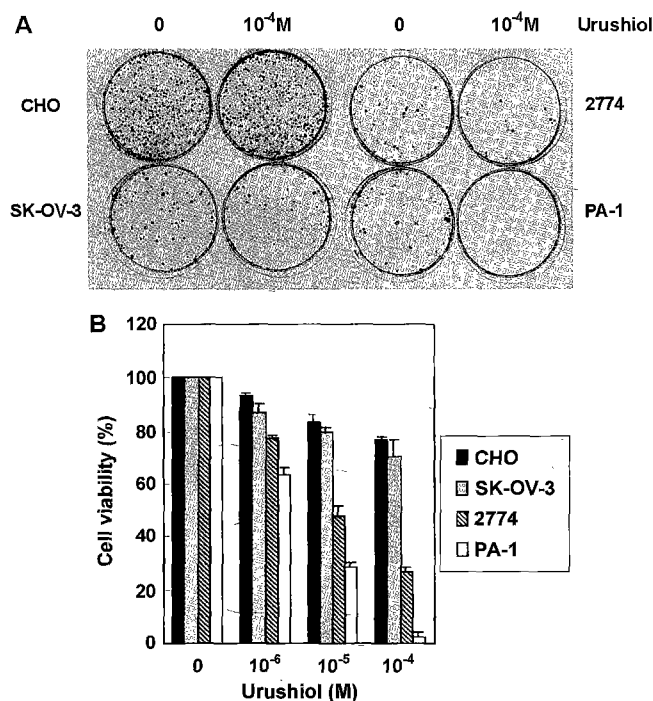 A
0 10⁻⁴M 0 10⁻⁴M Urushiol
CHO 2774
SK-OV-3 PA-1
B
120
100
80
60
40
20
0
Cell viability (%)
0 10⁻⁶ 10⁻⁵ 10⁻⁴
Urushiol (M)
CHO
SK-OV-3
2774
PA-1